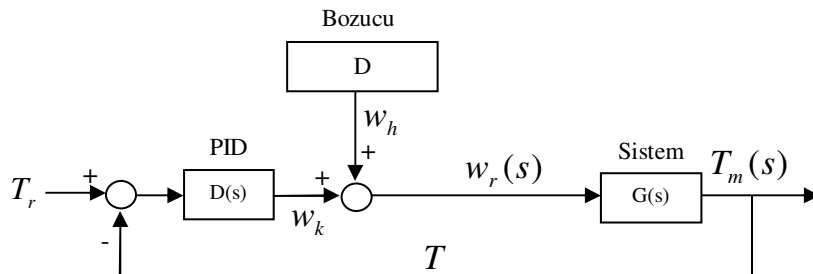 Bozucu
D
w_h
PID
Sistem
T_r
+
D(s)
+
+
w_k
w_r(s)
G(s)
T_m(s)
-
T